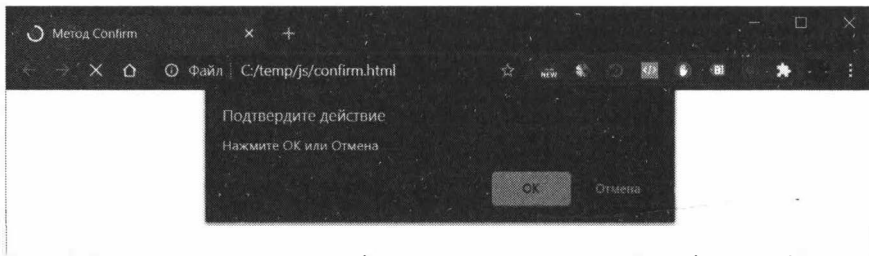 Метод Confirm
Файл C:/temp/js/confirm.html
NEW
Подтвердите действие
Нажмите ОК или Отмена
ОК Отмена